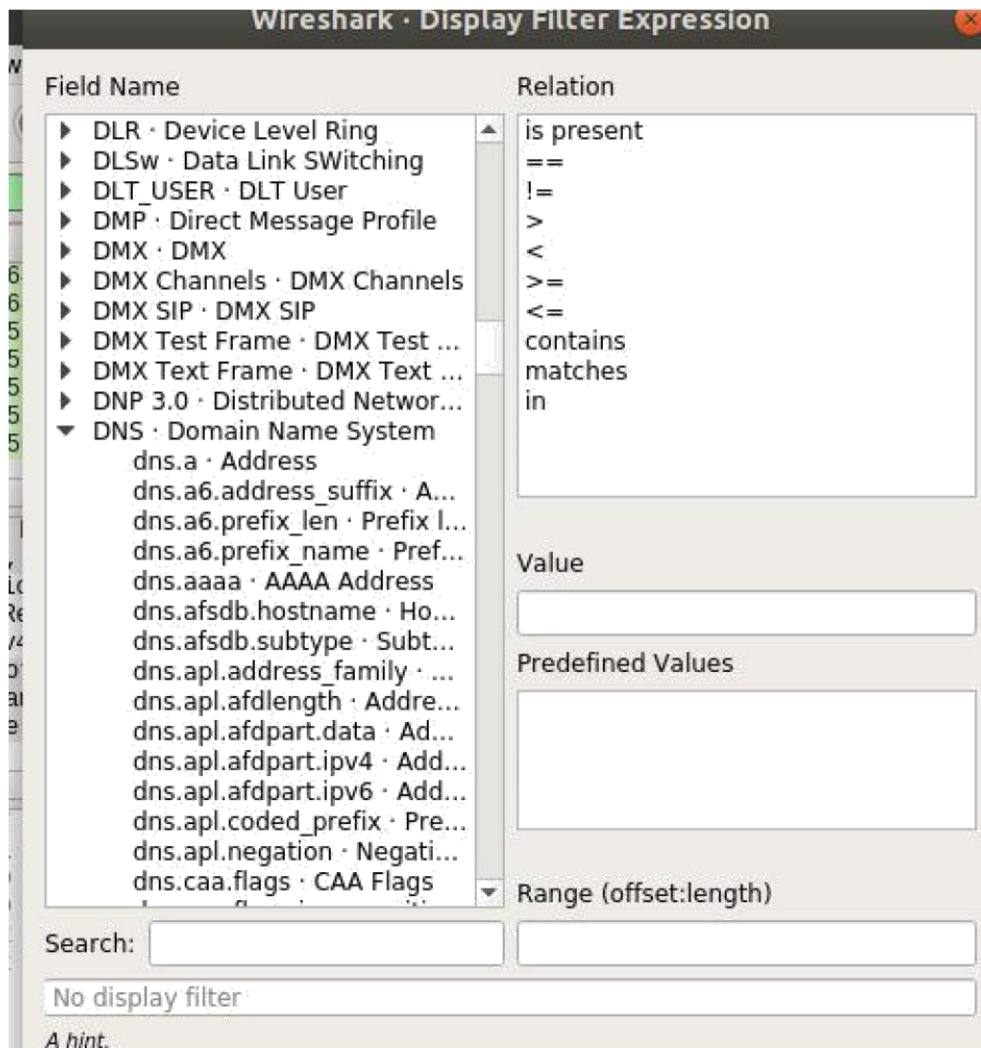 Wireshark · Display Filter Expression
Field Name
DLR · Device Level Ring
DLSw · Data Link SWitching
DLT_USER · DLT User
DMP · Direct Message Profile
DMX · DMX
DMX Channels · DMX Channels
DMX SIP · DMX SIP
DMX Test Frame · DMX Test ...
DMX Text Frame · DMX Text ...
DNP 3.0 · Distributed Networ...
DNS · Domain Name System
dns.a · Address
dns.a6.address_suffix · A...
dns.a6.prefix_len · Prefix l...
dns.a6.prefix_name · Pref...
dns.aaaa · AAAA Address
dns.afsdb.hostname · Ho...
dns.afsdb.subtype · Subt...
dns.apl.address_family · ...
dns.apl.afdlength · Addre...
dns.apl.afdpart.data · Ad...
dns.apl.afdpart.ipv4 · Add...
dns.apl.afdpart.ipv6 · Add...
dns.apl.coded_prefix · Pre...
dns.apl.negation · Negati...
dns.caa.flags · CAA Flags
Search:
No display filter
A hint.
Relation
is present
==
!=
>
<
>=
<=
contains
matches
in
Value
Predefined Values
Range (offset:length)